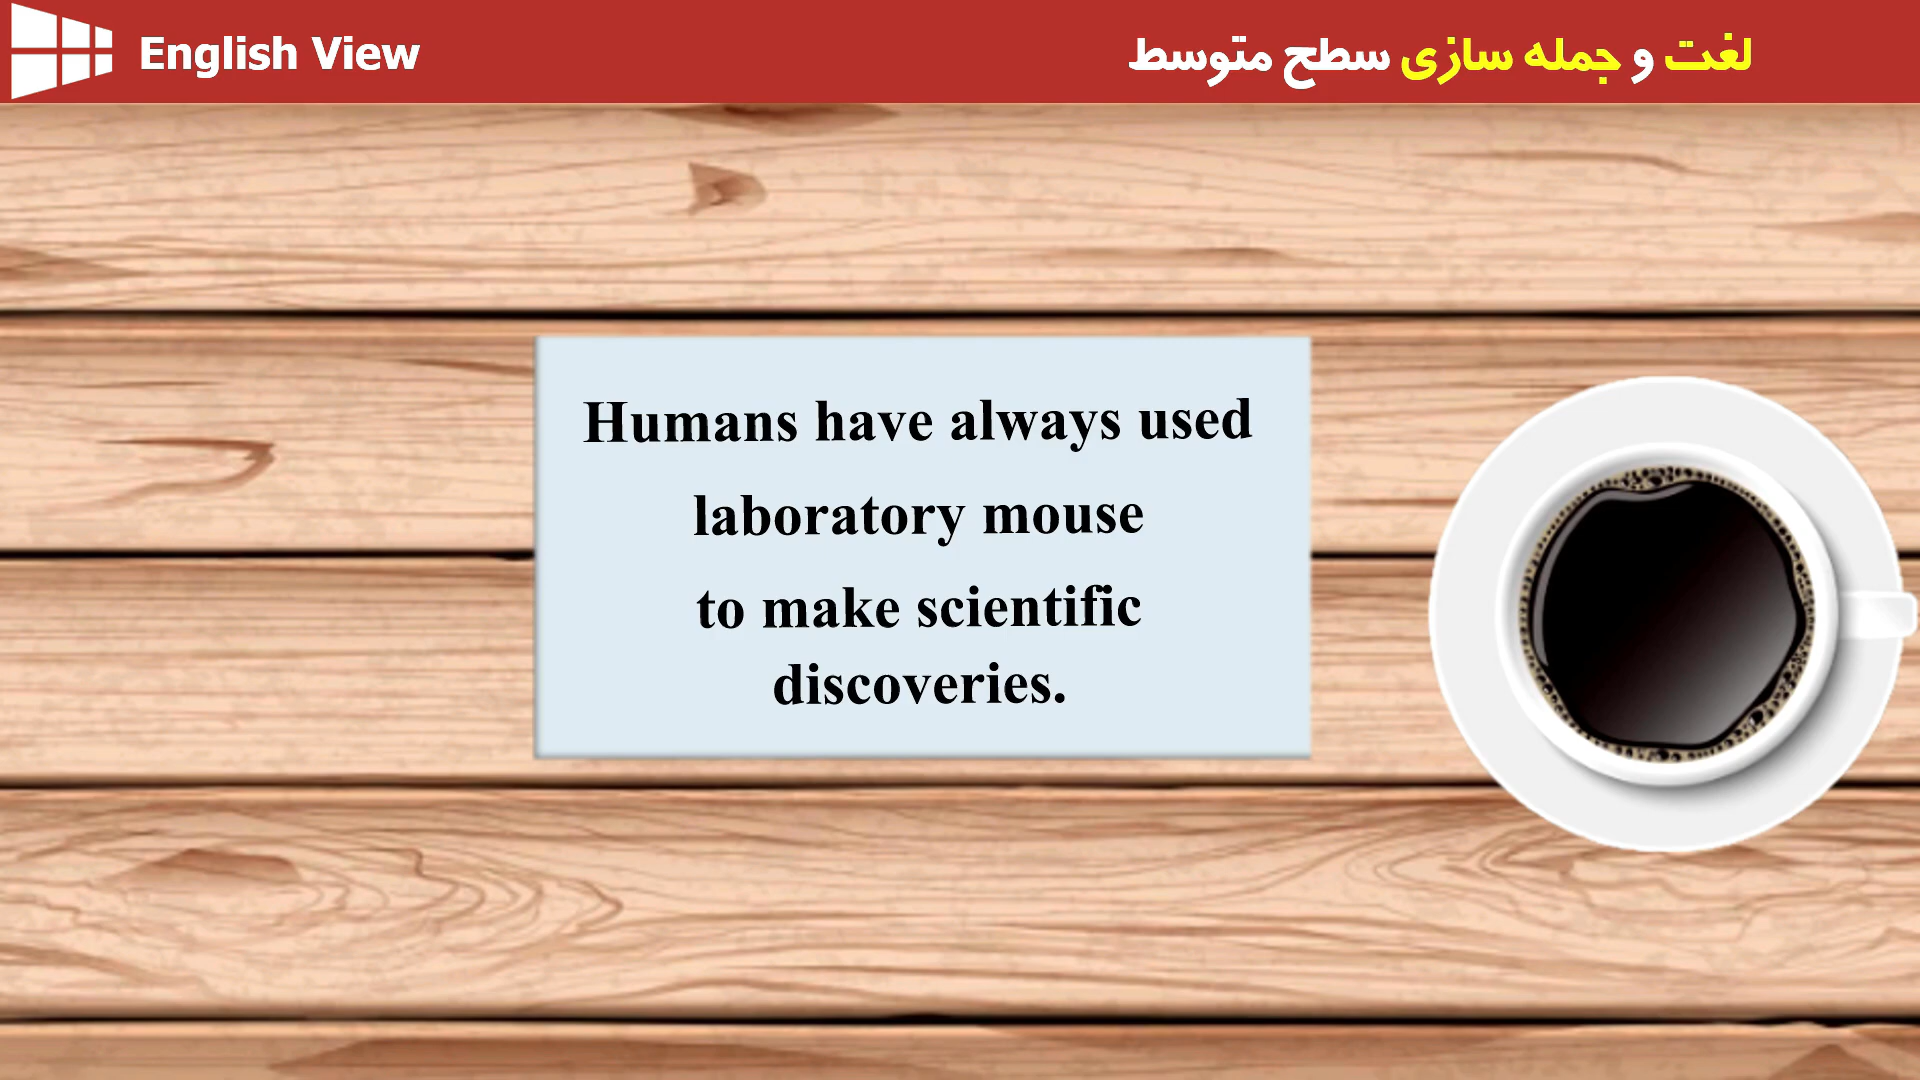 English View
لغت و جمله سازی سطح متوسط
Humans have always used
laboratory mouse
to make scientific
discoveries.